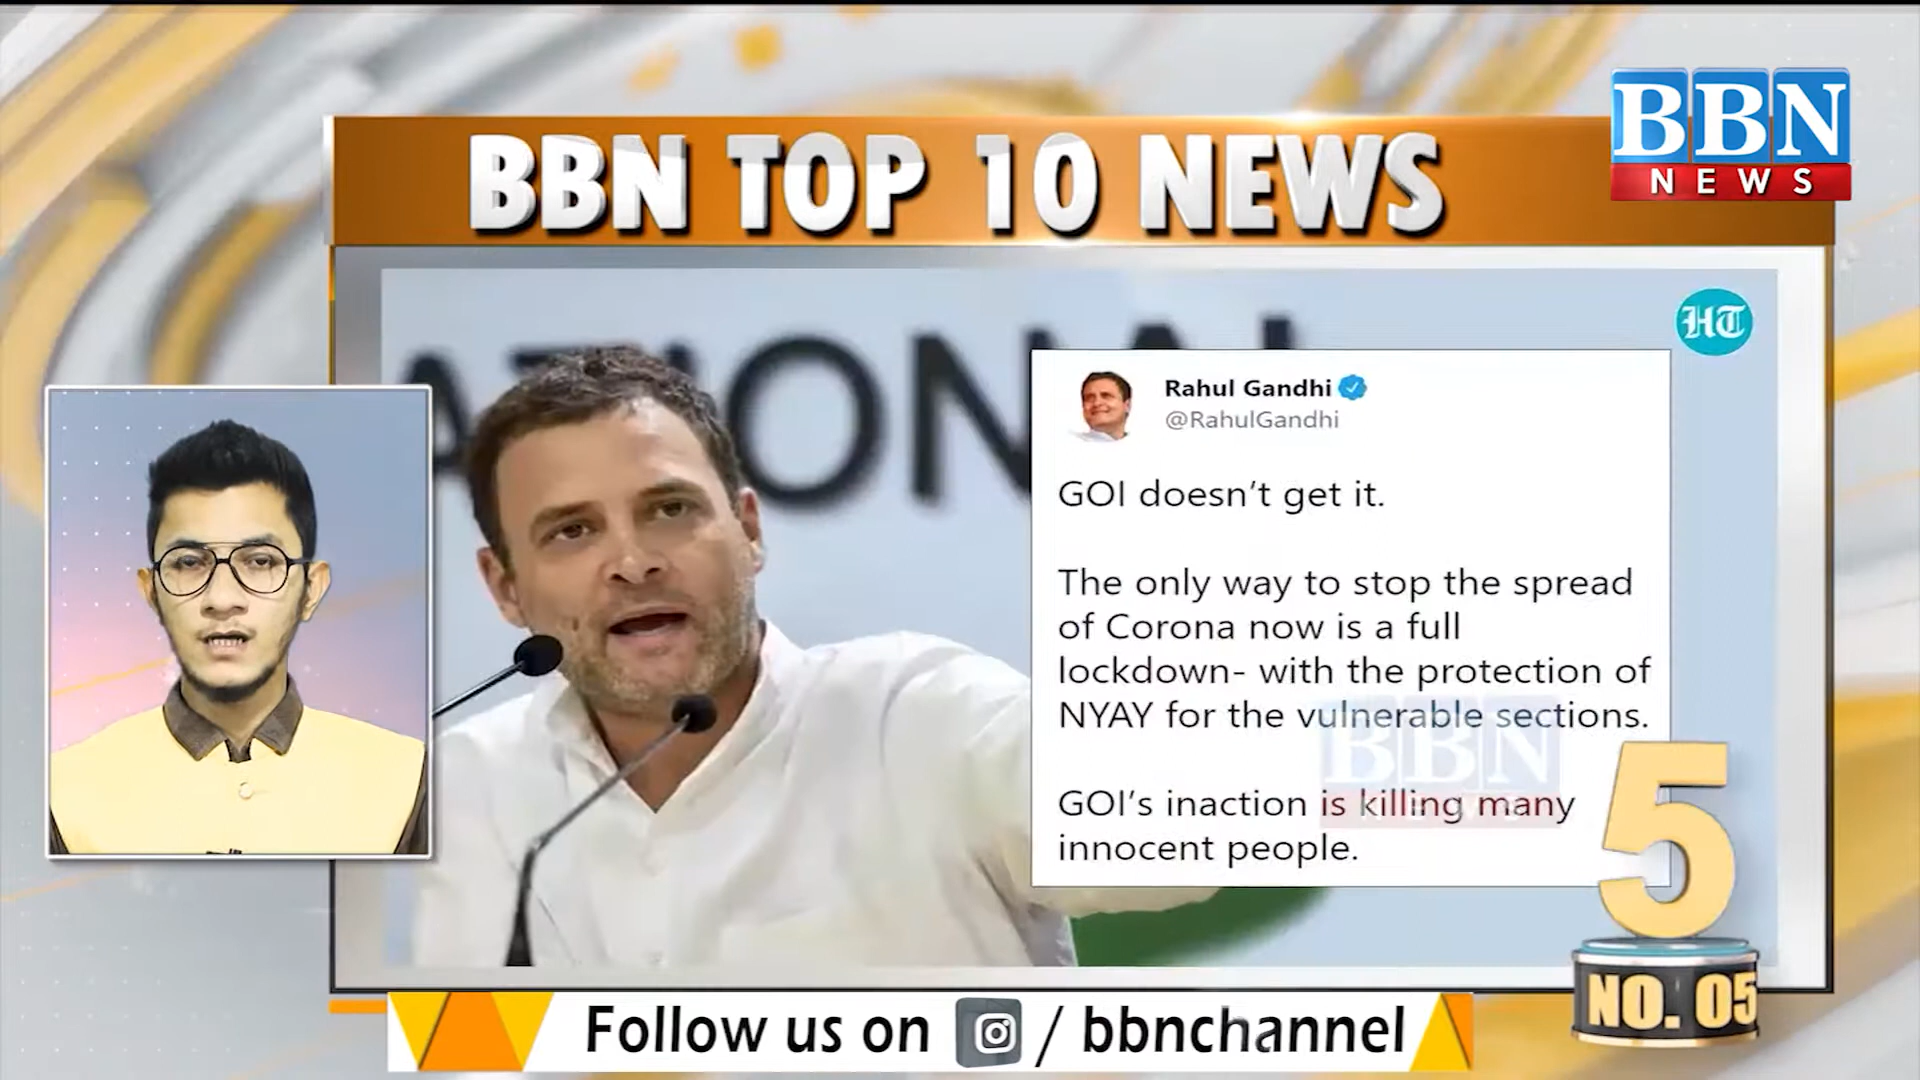 BBN
NEWS
BBN TOP 10 NEWS
HT
Rahul Gandhi
@RahulGandhi
GOI doesn't get it.
The only way to stop the spread
of Corona now is a full
lockdown- with the protection of
NYAY for the vulnerable sections.
GOI's inaction is killing many
innocent people.
BBN
NEWS
5
NO. 05
Follow us on / bbnchannel